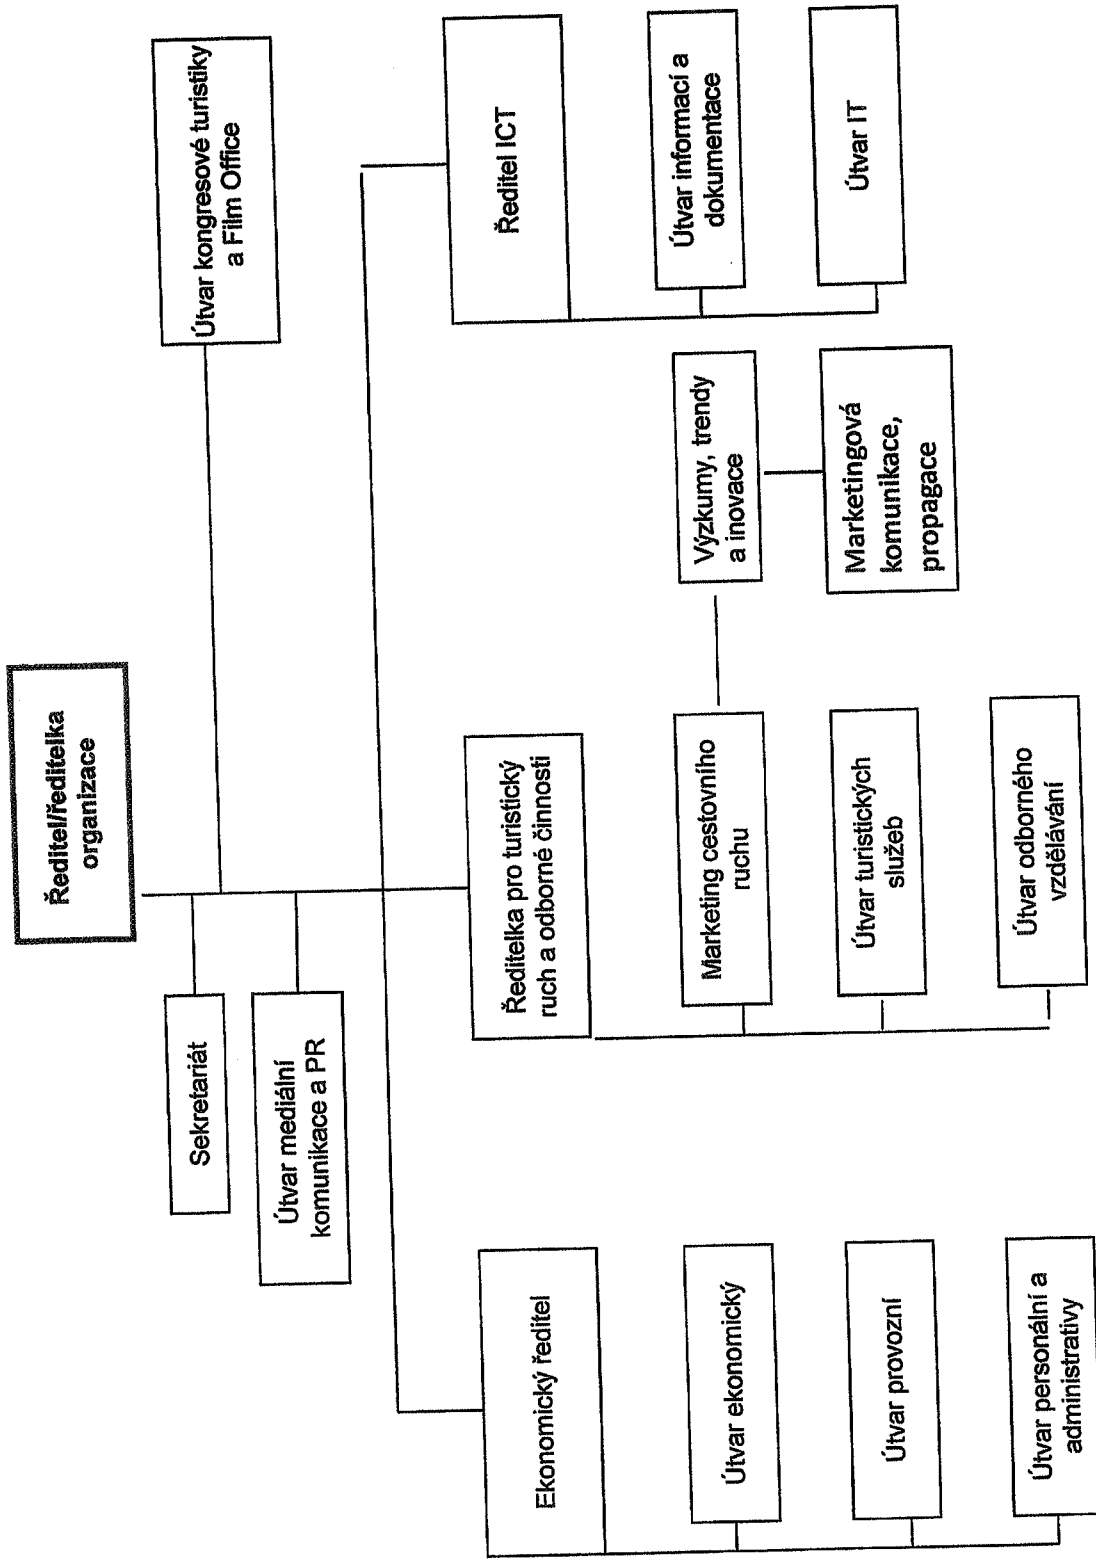 Ředitel/ředitelka
organizace
Sekretariát
Útvar kongresové turistiky
a Film Office
Útvar mediální
komunikace a PR
Ekonomický ředitel
Ředitelka pro turistický
ruch a odborné činnosti
Ředitel ICT
Útvar ekonomický
Marketing cestovního
ruchu
Výzkumy, trendy
a inovace
Útvar informací a
dokumentace
Útvar provozní
Útvar turistických
služeb
Marketingová
komunikace,
propagace
Útvar IT
Útvar personální a
administrativy
Útvar odborného
vzdělávání